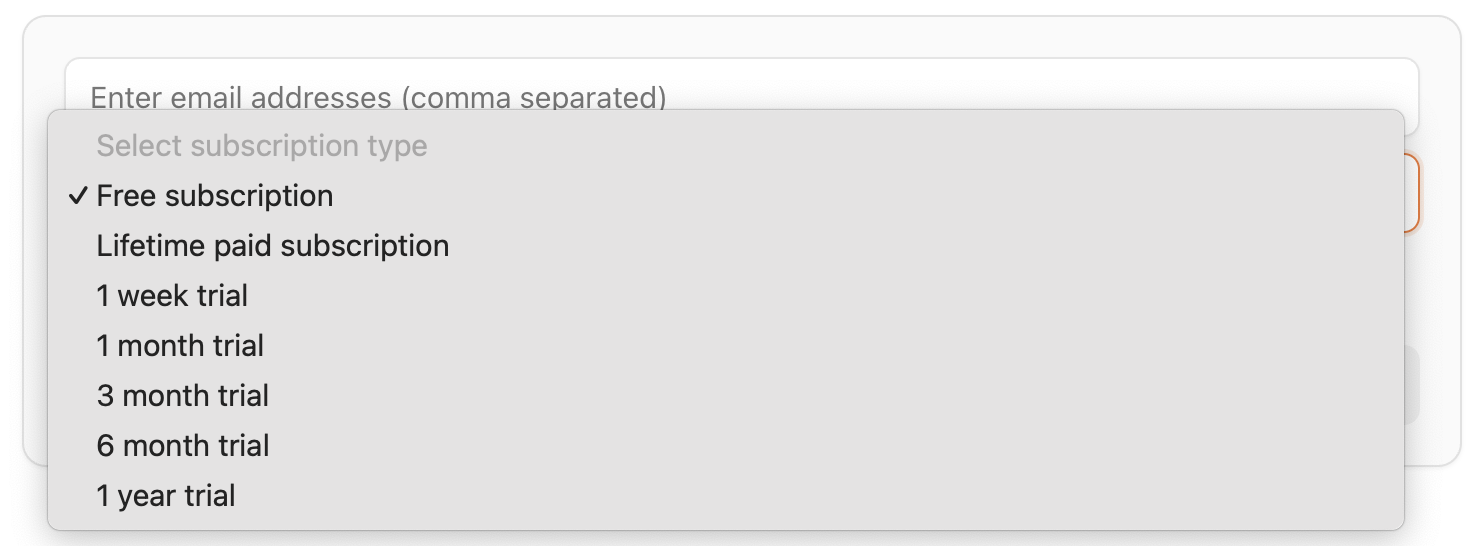 Enter email addresses (comma separated)
Select subscription type
✓ Free subscription
Lifetime paid subscription
1 week trial
1 month trial
3 month trial
6 month trial
1 year trial